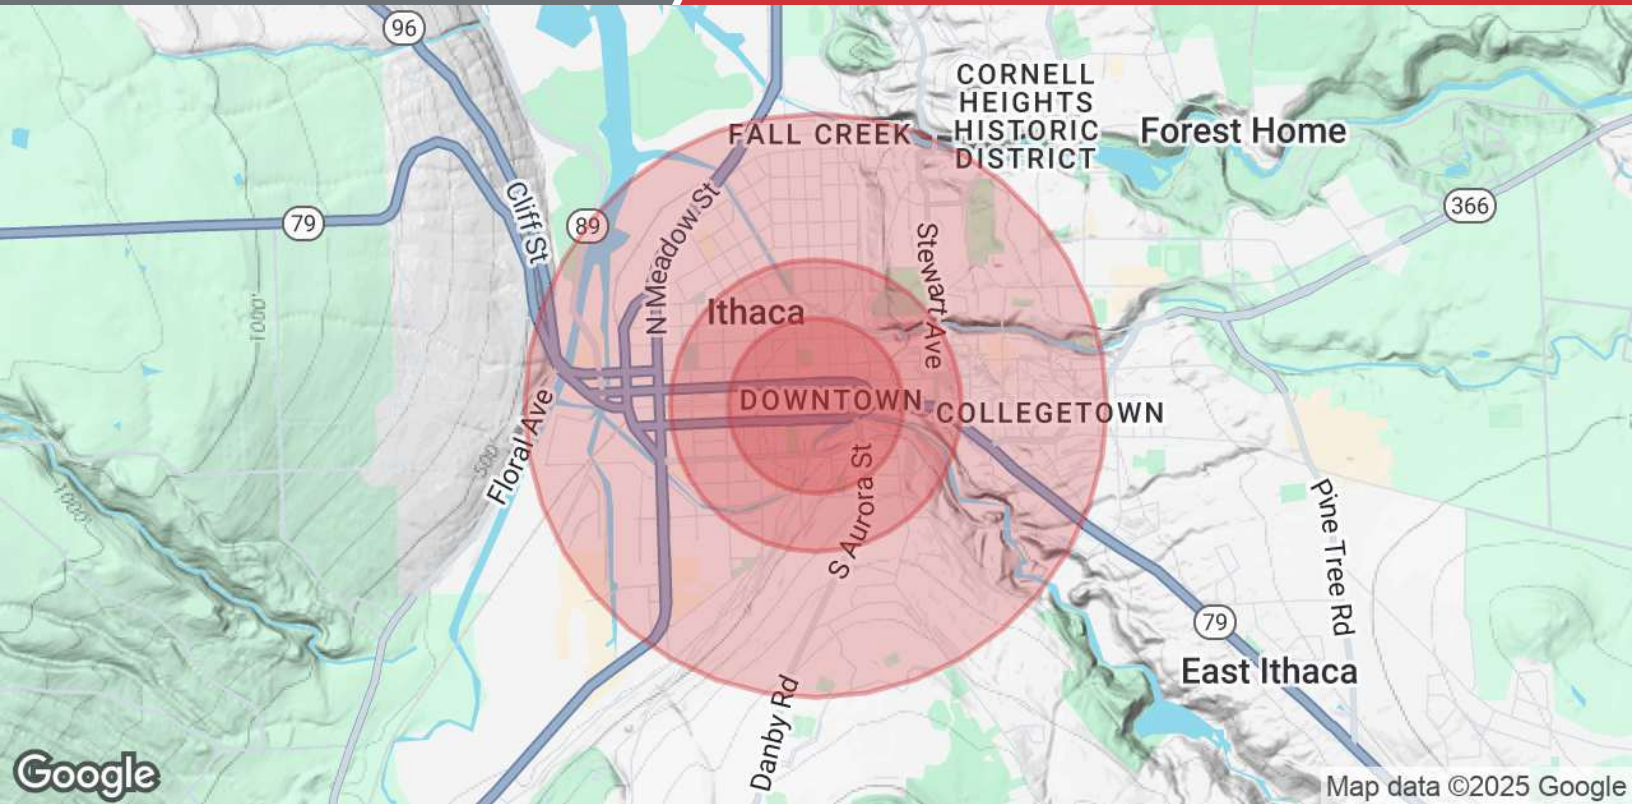 96
CORNELL
HEIGHTS
HISTORIC
DISTRICT
FALL CREEK
Forest Home
79
Cliff St
89
N Meadow St
Stewart Ave
366
1000'
Ithaca
DOWNTOWN
COLLEGETOWN
Floral Ave
500
1000'
S Aurora St
Pine Tree Rd
79
East Ithaca
Danby Rd
Google
Map data ©2025 Google